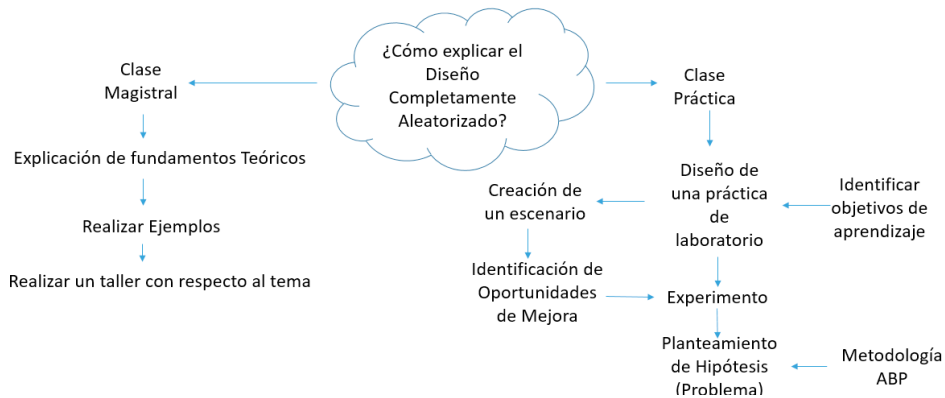 ¿Cómo explicar el
Diseño
Completamente
Aleatorizado?
Clase
Magistral
Explicación de fundamentos Teóricos
Realizar Ejemplos
Realizar un taller con respecto al tema
Clase
Práctica
Diseño de
una práctica
de
laboratorio
Identificar
objetivos de
aprendizaje
Creación de
un escenario
Identificación de
Oportunidades
de Mejora
Experimento
Planteamiento
de Hipótesis
(Problema)
Metodología
ABP